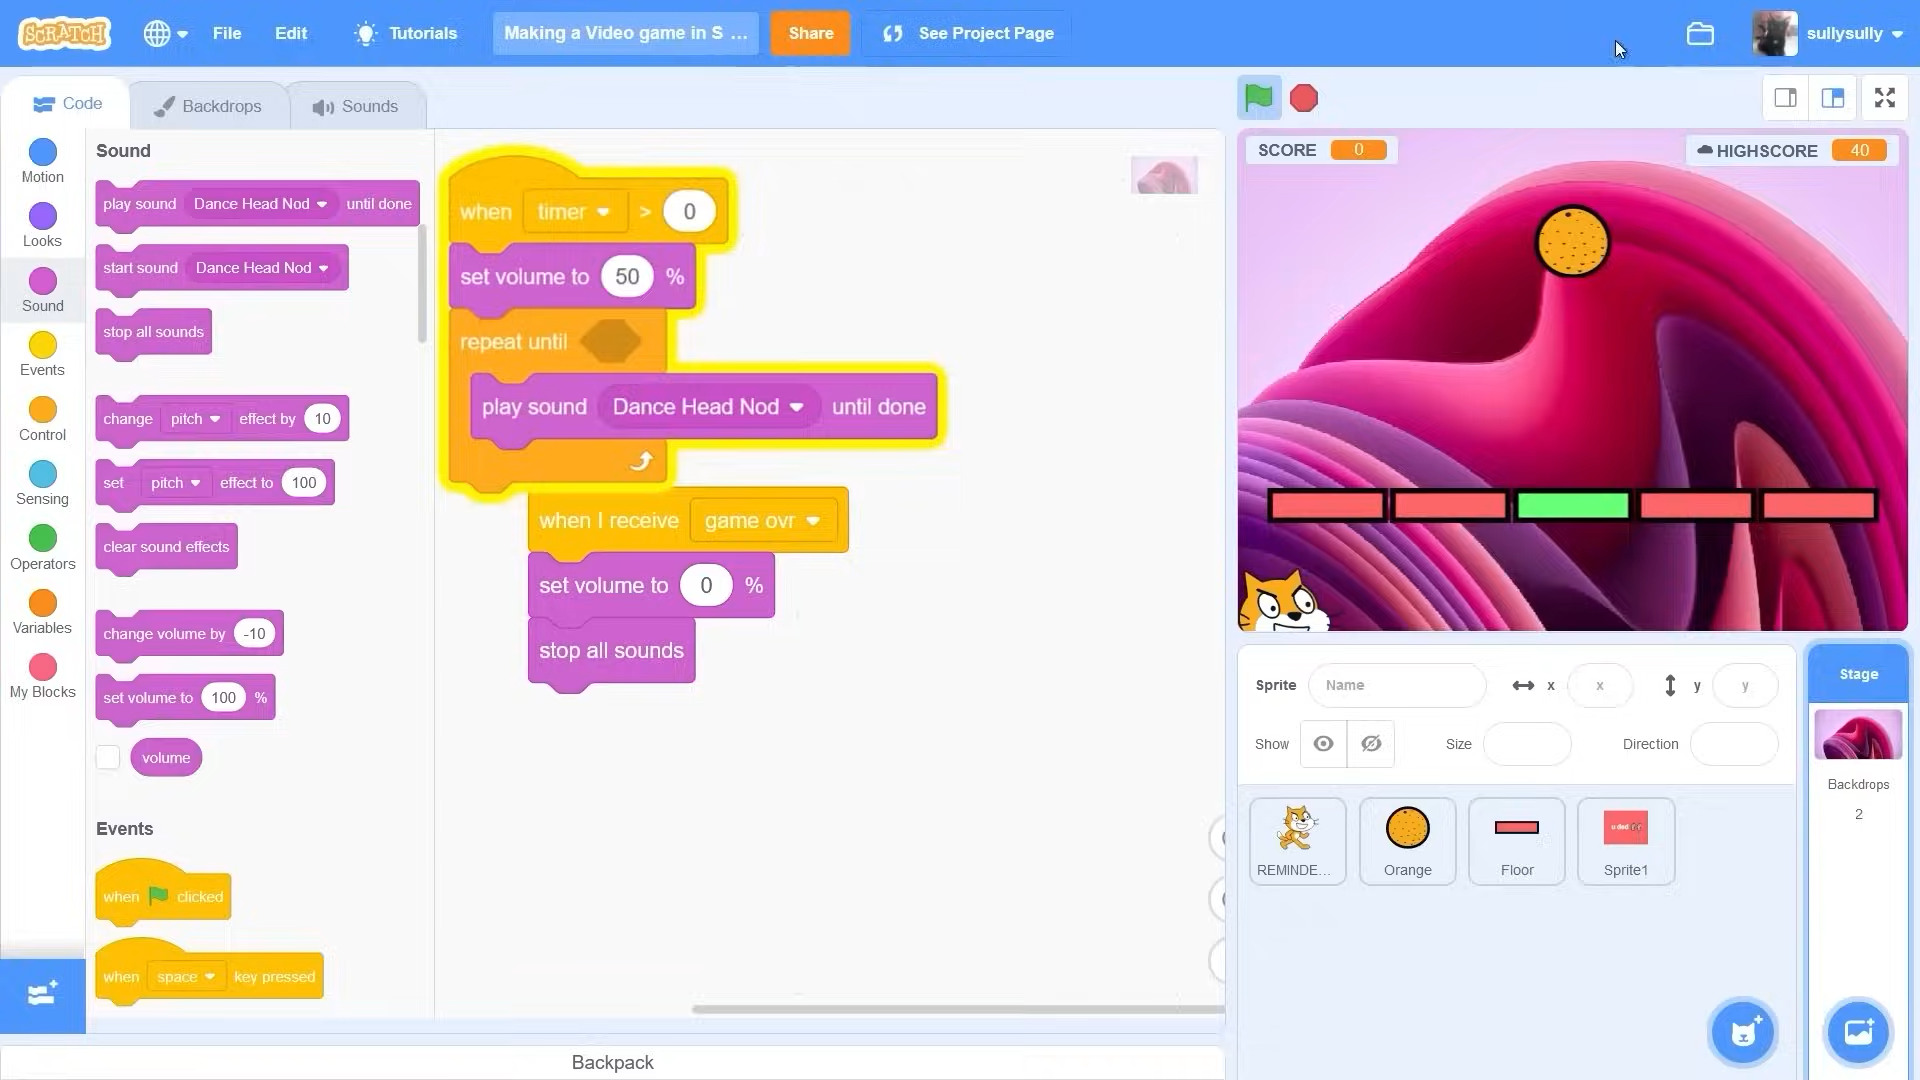 SCRATCH File Edit Tutorials Making a Video game in S ... Share See Project Page sullysully
Code Backdrops Sounds
Motion
Looks
Sound
Events
Control
Sensing
Operators
Variables
My Blocks
Sound
play sound Dance Head Nod until done
start sound Dance Head Nod
stop all sounds
change pitch effect by 10
set pitch effect to 100
clear sound effects
change volume by -10
set volume to 100 %
volume
Events
when clicked
when space key pressed
when timer > 0
set volume to 50 %
repeat until
play sound Dance Head Nod until done
when I receive game ovr
set volume to 0 %
stop all sounds
SCORE 0
HIGHSCORE 40
Sprite Name x x y y
Show Size Direction
REMINDE...
Orange
Floor
Sprite1
Stage
Backdrops
2
Backpack